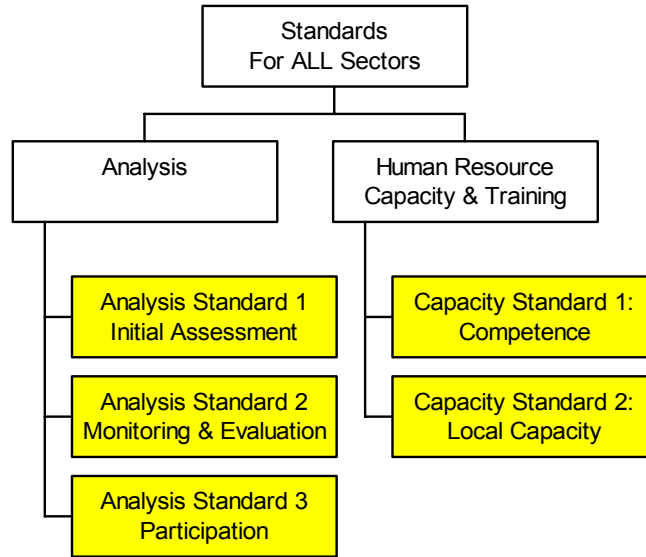 Standards
For ALL Sectors
Analysis
Human Resource
Capacity & Training
Analysis Standard 1
Initial Assessment
Capacity Standard 1:
Competence
Analysis Standard 2
Monitoring & Evaluation
Capacity Standard 2:
Local Capacity
Analysis Standard 3
Participation